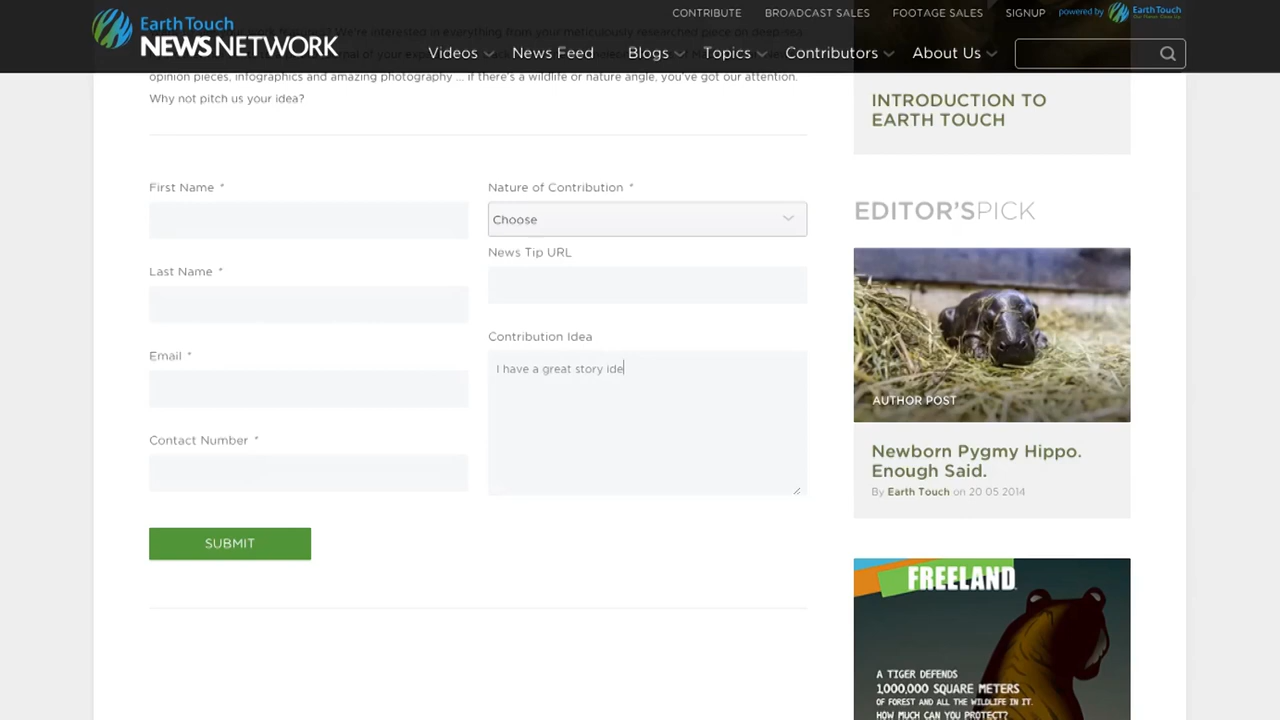 CONTRIBUTE BROADCAST SALES FOOTAGE SALES SIGNUP powered by EarthTouch
EarthTouch
NEWS NETWORK
Videos News Feed Blogs Topics Contributors About Us
opinion pieces, infographics and amazing photography ... if there's a wildlife or nature angle, you've got our attention.
Why not pitch us your idea?
First Name *
Last Name *
Email *
Contact Number *
SUBMIT
Nature of Contribution *
Choose
News Tip URL
Contribution Idea
I have a great story ide
INTRODUCTION TO
EARTH TOUCH
EDITOR'SPICK
AUTHOR POST
Newborn Pygmy Hippo.
Enough Said.
By Earth Touch on 20 05 2014
FREELAND
A TIGER DEFENDS
1,000,000 SQUARE METERS
OF FOREST AND ALL THE WILDLIFE IN IT.
HOW MUCH CAN YOU PROTECT?